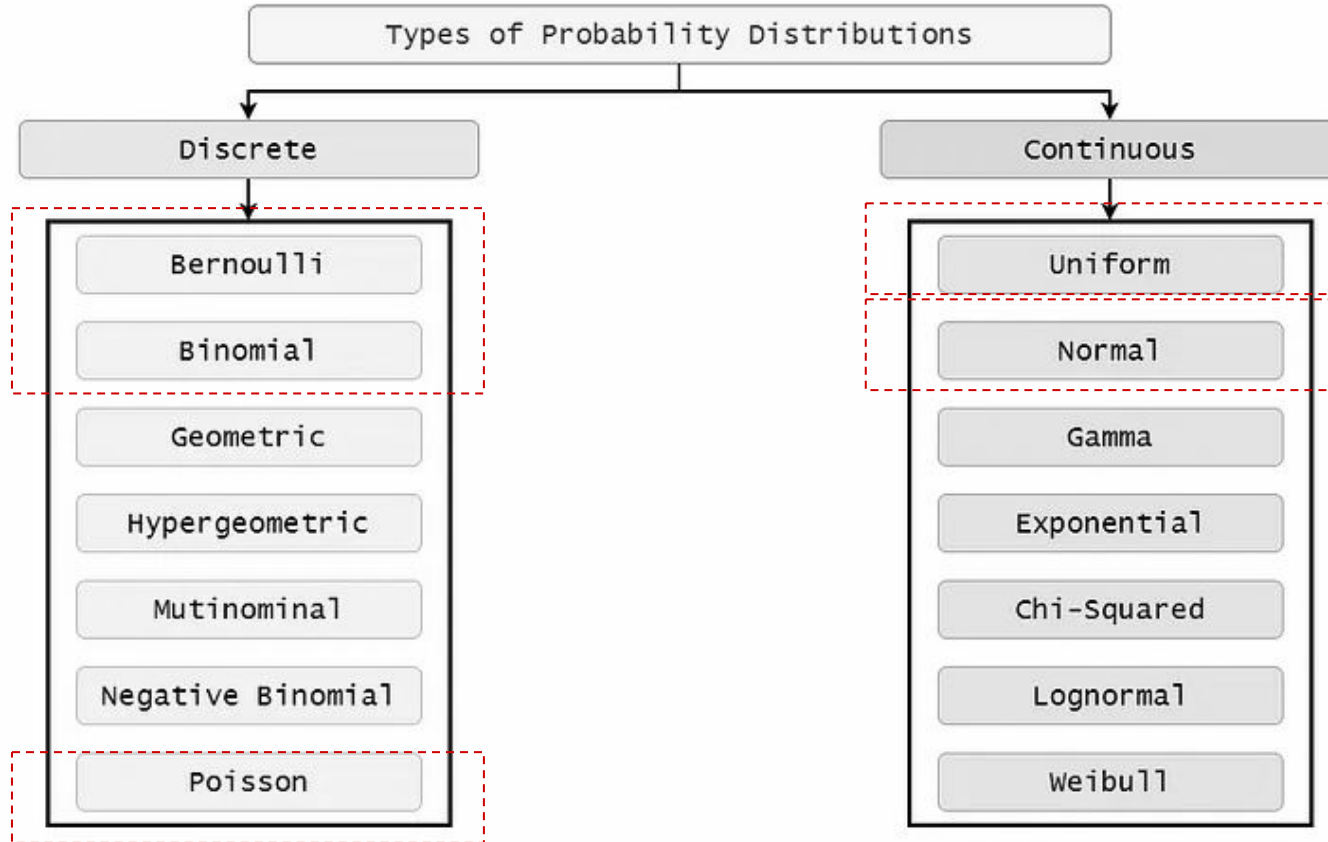 Types of Probability Distributions
Discrete
Continuous
Bernoulli
Binomial
Geometric
Hypergeometric
Mutinominal
Negative Binomial
Poisson
Uniform
Normal
Gamma
Exponential
Chi-Squared
Lognormal
Weibull